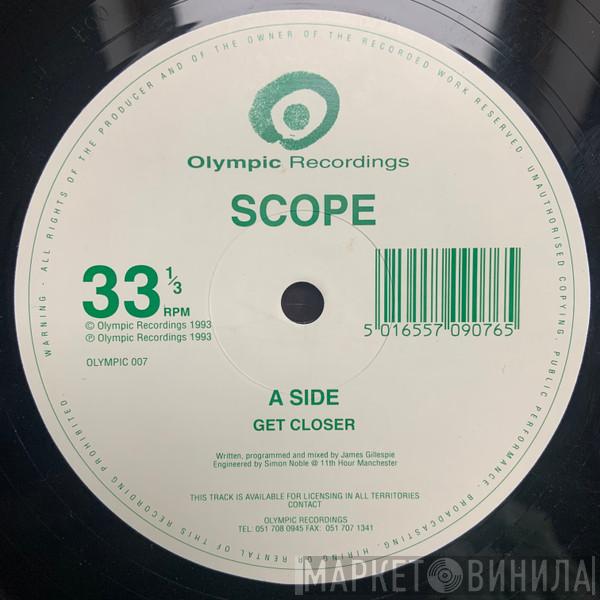 WARNING - ALL RIGHTS OF THE PRODUCER AND OF THE OWNER OF THE RECORDED WORK RESERVED. UNAUTHORISED COPYING, PUBLIC PERFORMANCE, BROADCASTING, HIRING OR RENTAL OF THIS RECORDING PROHIBITED.
Olympic Recordings
SCOPE
33 1/3
RPM
© Olympic Recordings 1993
℗ Olympic Recordings 1993
OLYMPIC 007
5 016557 090765
A SIDE
GET CLOSER
Written, programmed and mixed by James Gillespie
Engineered by Simon Noble @ 11th Hour Manchester
THIS TRACK IS AVAILABLE FOR LICENSING IN ALL TERRITORIES
CONTACT
OLYMPIC RECORDINGS
TEL: 051 708 0945 FAX: 051 707 1341
МАРКЕТ ВИНИЛА